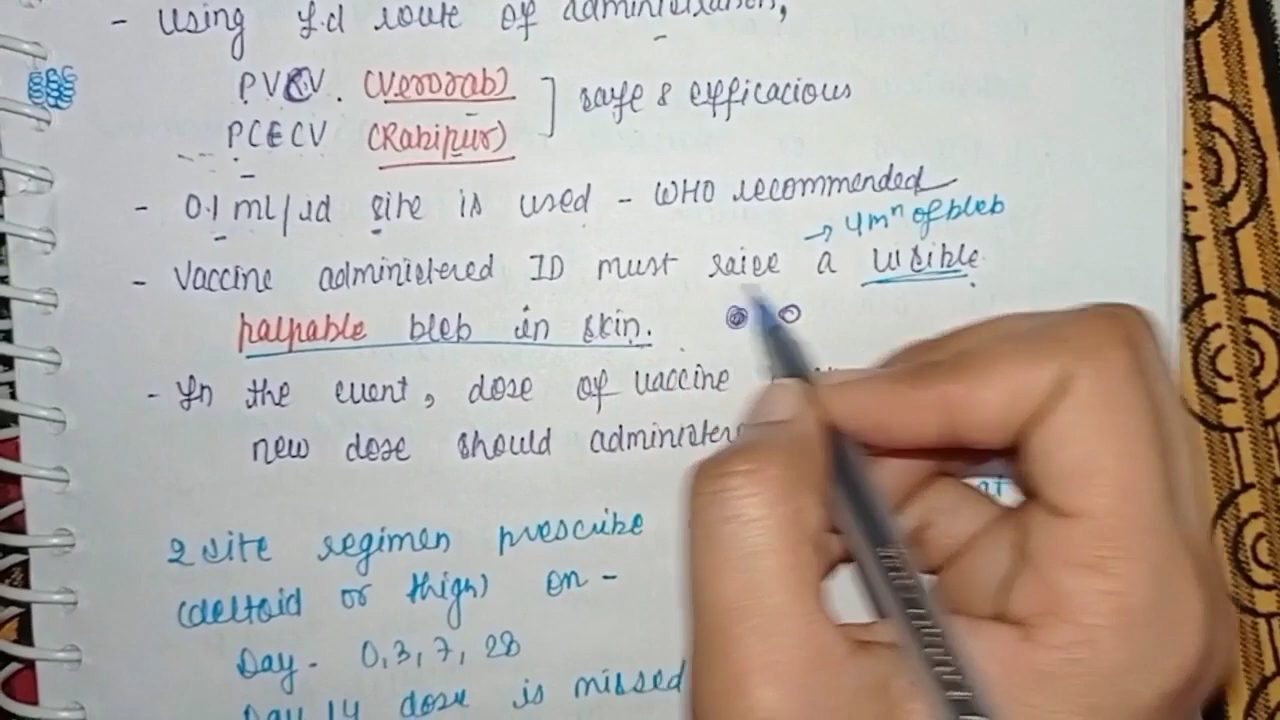 - Using I.d route of administration,
PVCV. (Verorab)
PCECV (Rabipur)
] safe & efficacious
- 0.1 ml/id site is used - WHO recommended
→ 4mⁿ of bleb
- Vaccine administered ID must raise a visible
palpable bleb in skin.
- In the event, dose of vaccine
new dose should administer
at
2 site regimen prescribe
(deltoid or thigh) on -
Day - 0,3,7, 28
Day 14 dose is missed